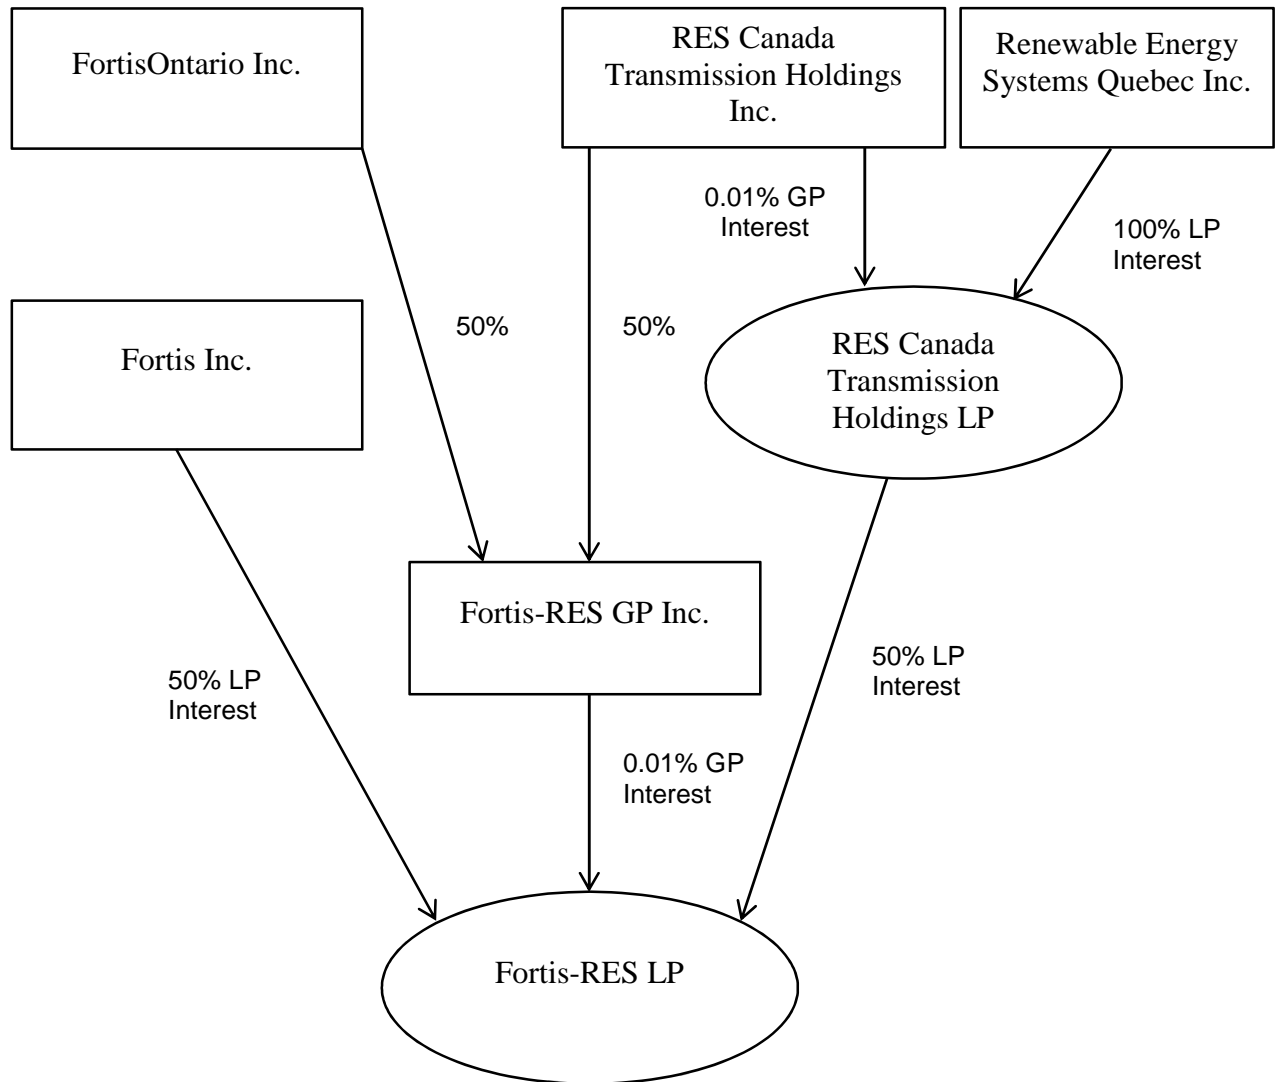 FortisOntario Inc.
RES Canada
Transmission Holdings
Inc.
Renewable Energy
Systems Quebec Inc.
0.01% GP
Interest
100% LP
Interest
Fortis Inc.
50%
50%
RES Canada
Transmission
Holdings LP
Fortis-RES GP Inc.
50% LP
Interest
50% LP
Interest
0.01% GP
Interest
Fortis-RES LP